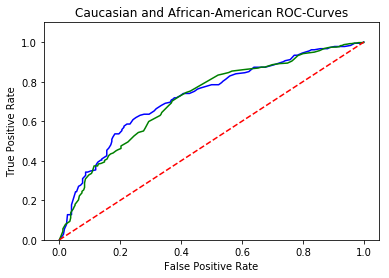 Caucasian and African-American ROC-Curves
1.0
0.8
0.6
0.4
0.2
0.0
True Positive Rate
0.0 0.2 0.4 0.6 0.8 1.0
False Positive Rate